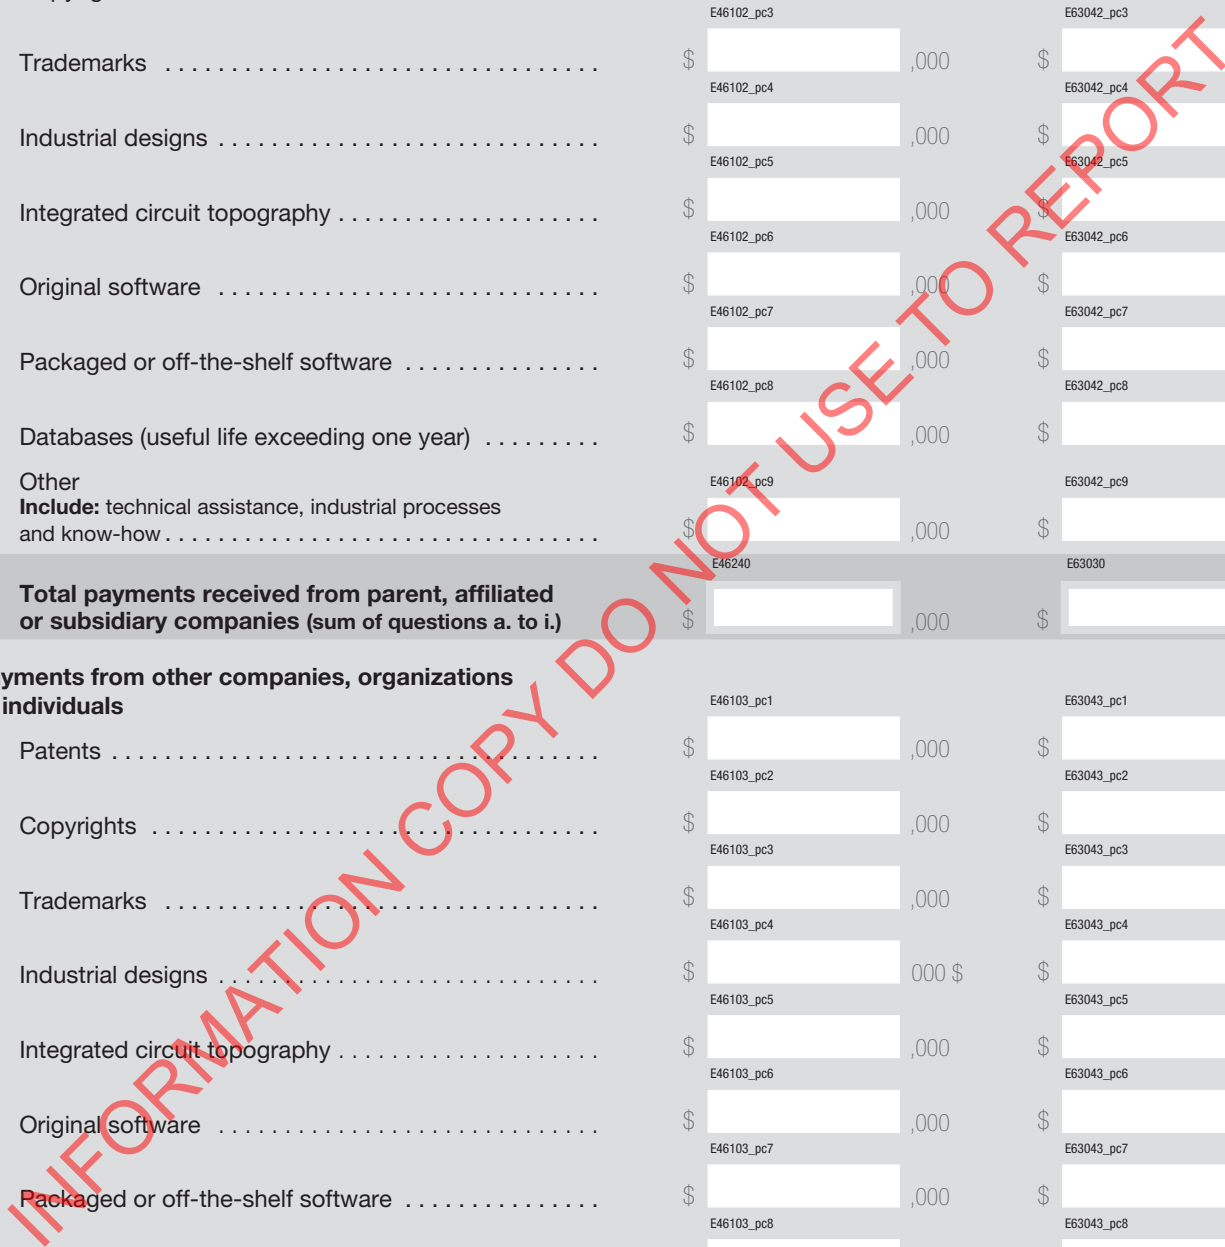 E46102_pc3 E63042_pc3
Trademarks ................................. $ ,000 $
E46102_pc4 E63042_pc4
Industrial designs ............................. $ ,000 $
E46102_pc5 E63042_pc5
Integrated circuit topography .................... $ ,000 $
E46102_pc6 E63042_pc6
Original software ............................. $ ,000 $
E46102_pc7 E63042_pc7
Packaged or off-the-shelf software ............... $ ,000 $
E46102_pc8 E63042_pc8
Databases (useful life exceeding one year) ......... $ ,000 $
Other E46102_pc9 E63042_pc9
Include: technical assistance, industrial processes
and know-how ................................. $ ,000 $
E46240 E63030
Total payments received from parent, affiliated
or subsidiary companies (sum of questions a. to i.) $ ,000 $
yments from other companies, organizations
individuals E46103_pc1 E63043_pc1
Patents ..................................... $ ,000 $
E46103_pc2 E63043_pc2
Copyrights .................................. $ ,000 $
E46103_pc3 E63043_pc3
Trademarks ................................. $ ,000 $
E46103_pc4 E63043_pc4
Industrial designs ............................. $ 000 $ $
E46103_pc5 E63043_pc5
Integrated circuit topography .................... $ ,000 $
E46103_pc6 E63043_pc6
Original software ............................. $ ,000 $
E46103_pc7 E63043_pc7
Packaged or off-the-shelf software ............... $ ,000 $
E46103_pc8 E63043_pc8
INFORMATION COPY DO NOT USE TO REPORT